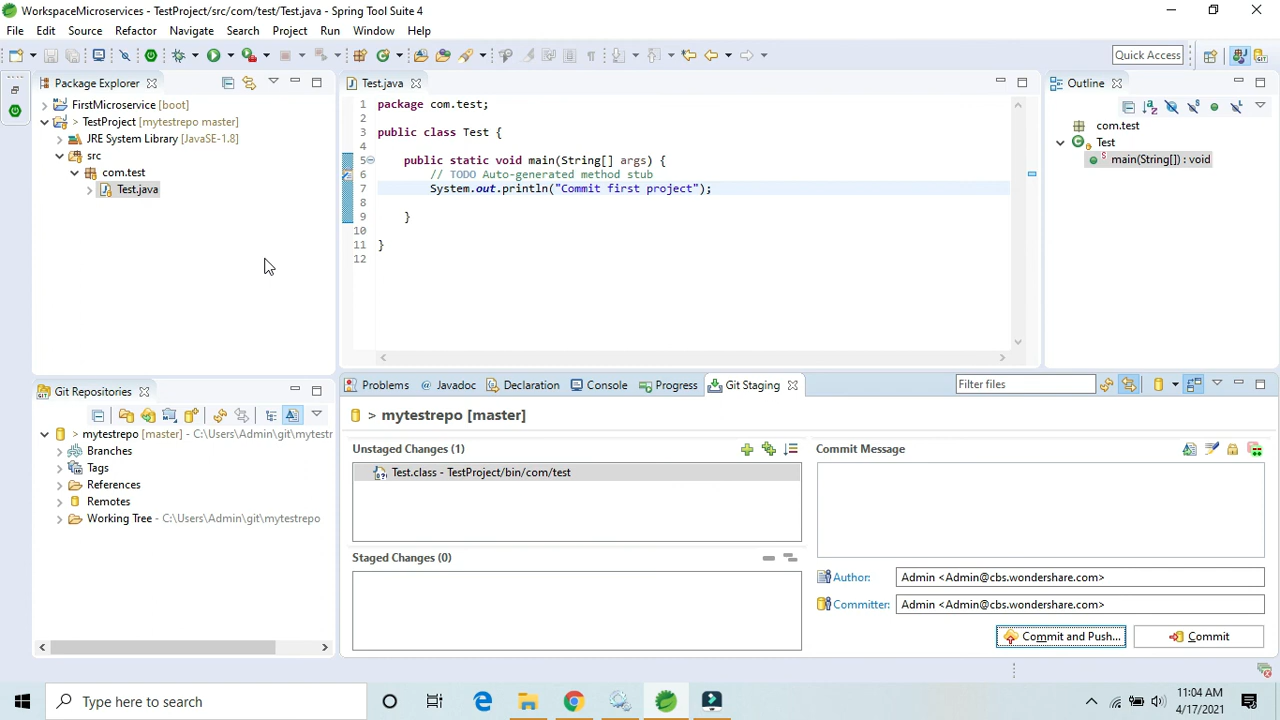 WorkspaceMicroservices - TestProject/src/com/test/Test.java - Spring Tool Suite 4
File Edit Source Refactor Navigate Search Project Run Window Help
Quick Access
Package Explorer
FirstMicroservice [boot]
> TestProject [mytestrepo master]
JRE System Library [JavaSE-1.8]
src
com.test
Test.java
Test.java
1 package com.test;
2
3 public class Test {
4
5 public static void main(String[] args) {
6 // TODO Auto-generated method stub
7 System.out.println("Commit first project");
8
9 }
10
11 }
12
Outline
com.test
Test
main(String[]) : void
Git Repositories
> mytestrepo [master] - C:\Users\Admin\git\mytestr
Branches
Tags
References
Remotes
Working Tree - C:\Users\Admin\git\mytestrepo
Problems Javadoc Declaration Console Progress Git Staging
Filter files
> mytestrepo [master]
Unstaged Changes (1)
Test.class - TestProject/bin/com/test
Staged Changes (0)
Commit Message
Author: Admin <Admin@cbs.wondershare.com>
Committer: Admin <Admin@cbs.wondershare.com>
Commit and Push... Commit
Type here to search
11:04 AM
4/17/2021